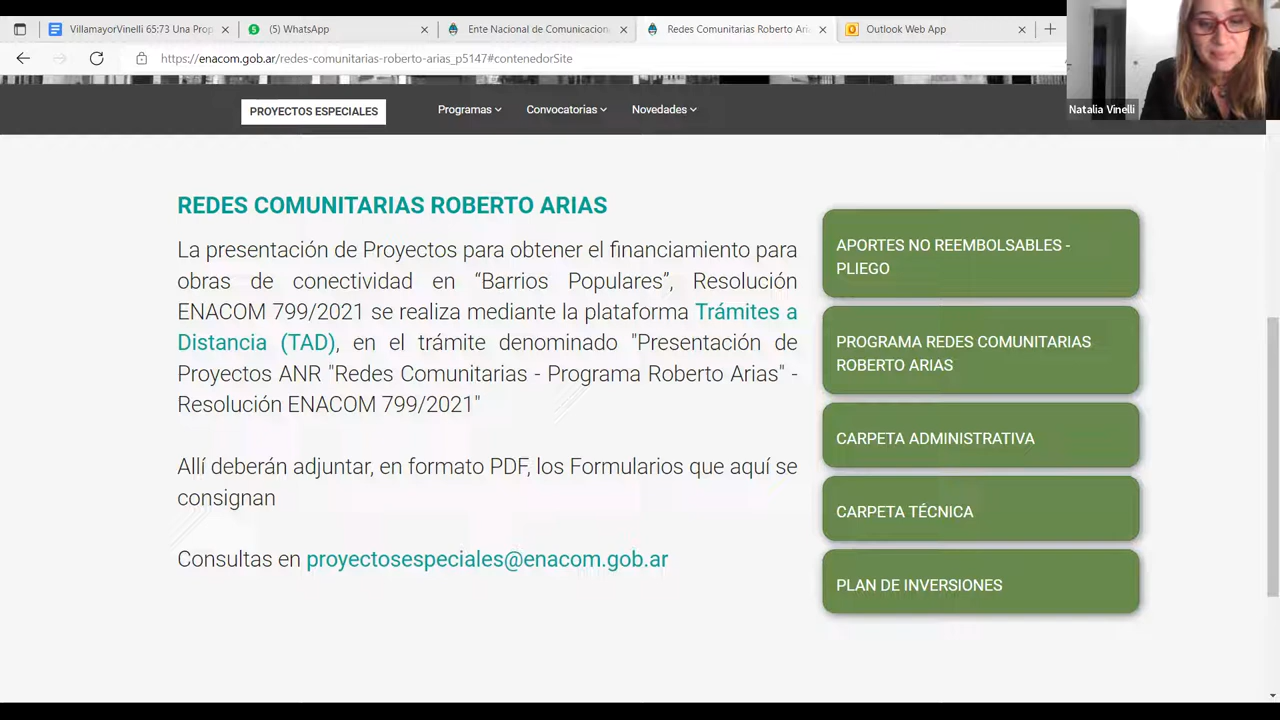 VillamayorVinelli 65:73 Una Prop
(5) WhatsApp
Ente Nacional de Comunicacion
Redes Comunitarias Roberto Ari
Outlook Web App
https://enacom.gob.ar/redes-comunitarias-roberto-arias_p5147#contenedorSite
Natalia Vinelli
PROYECTOS ESPECIALES
Programas
Convocatorias
Novedades
REDES COMUNITARIAS ROBERTO ARIAS
La presentación de Proyectos para obtener el financiamiento para
obras de conectividad en “Barrios Populares”, Resolución
ENACOM 799/2021 se realiza mediante la plataforma Trámites a
Distancia (TAD), en el trámite denominado "Presentación de
Proyectos ANR "Redes Comunitarias - Programa Roberto Arias" -
Resolución ENACOM 799/2021"
Allí deberán adjuntar, en formato PDF, los Formularios que aquí se
consignan
Consultas en proyectosespeciales@enacom.gob.ar
APORTES NO REEMBOLSABLES -
PLIEGO
PROGRAMA REDES COMUNITARIAS
ROBERTO ARIAS
CARPETA ADMINISTRATIVA
CARPETA TÉCNICA
PLAN DE INVERSIONES